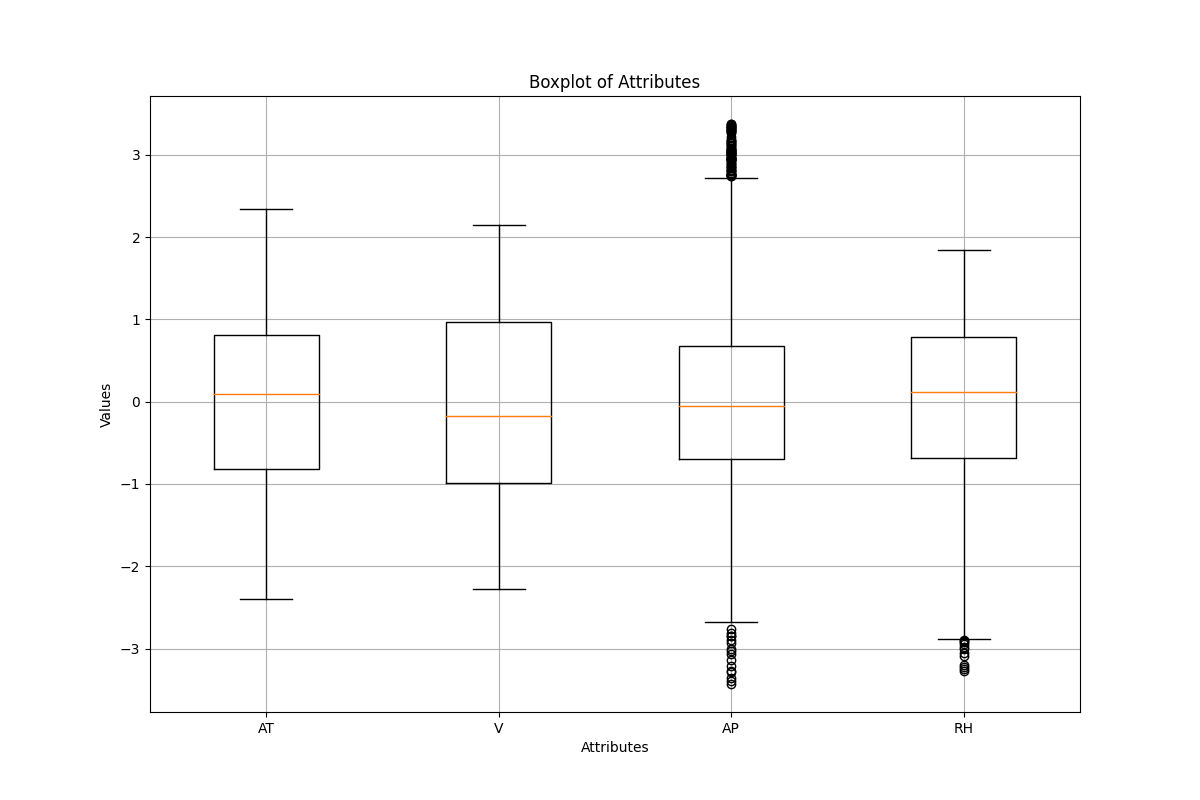 Boxplot of Attributes
3
2
1
0
−1
−2
−3
Values
AT V AP RH
Attributes